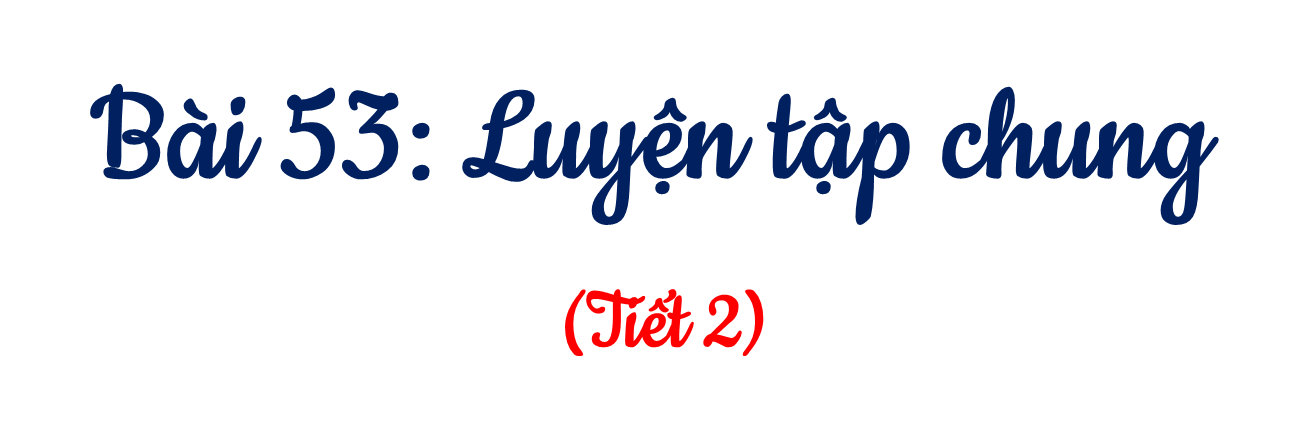 Bài 53: Luyện tập chung
(Tiết 2)